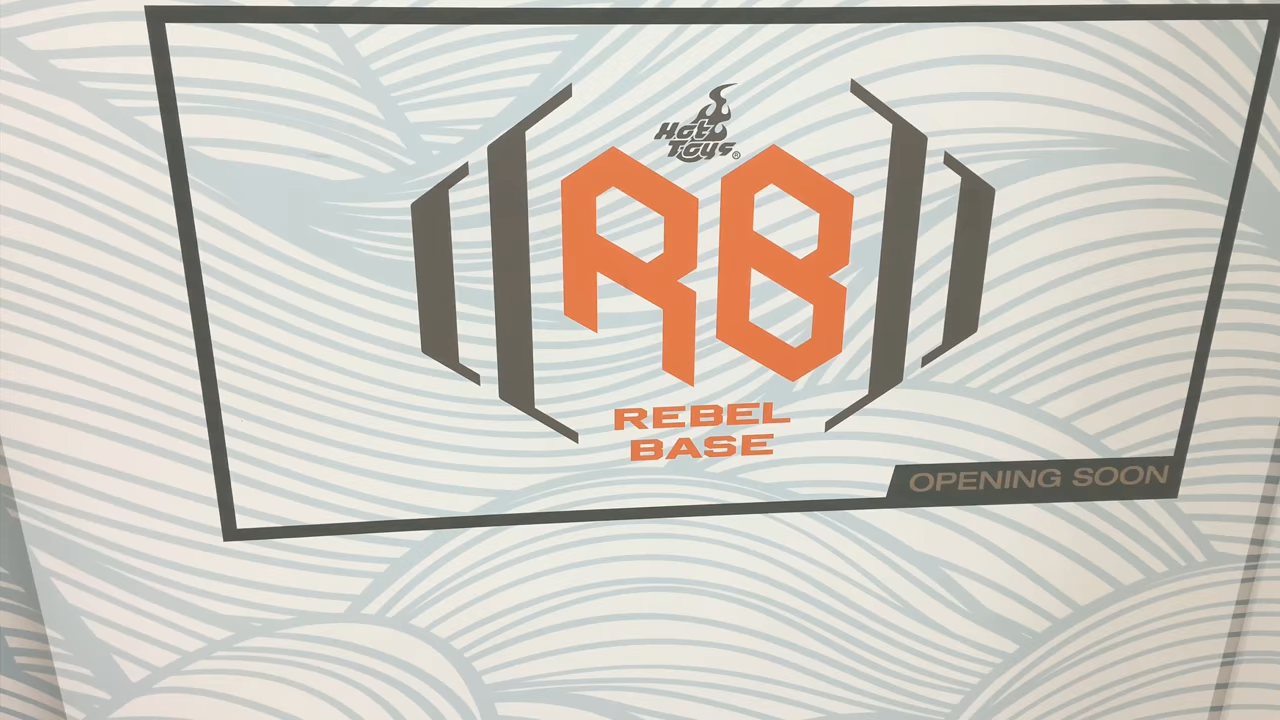 Hot
Toys®
RB
REBEL
BASE
OPENING SOON